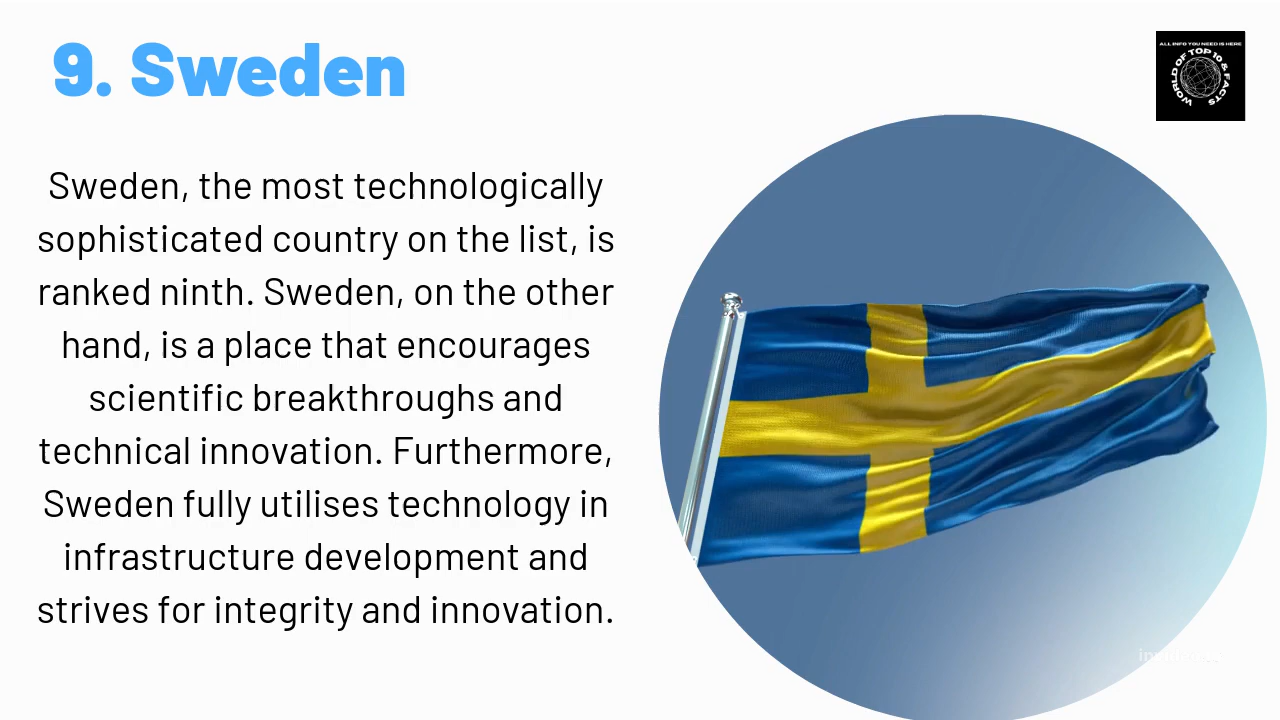 9. Sweden
ALL INFO YOU NEED IS HERE
WORLD OF TOP 10 & FACTS
Sweden, the most technologically
sophisticated country on the list, is
ranked ninth. Sweden, on the other
hand, is a place that encourages
scientific breakthroughs and
technical innovation. Furthermore,
Sweden fully utilises technology in
infrastructure development and
strives for integrity and innovation.